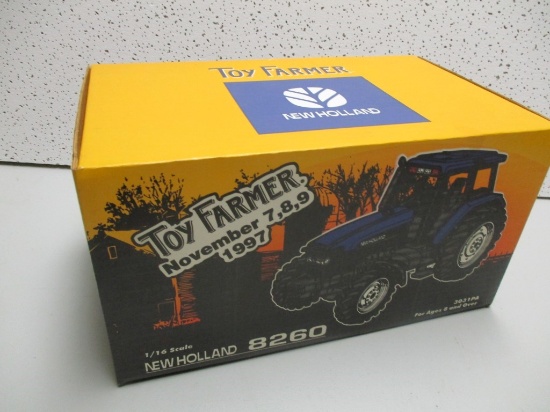 TOY FARMER
NEW HOLLAND
TOY FARMER
November 7,8,9
1997
1/16 Scale
NEW HOLLAND 8260
3031PA
For Ages 8 and Over